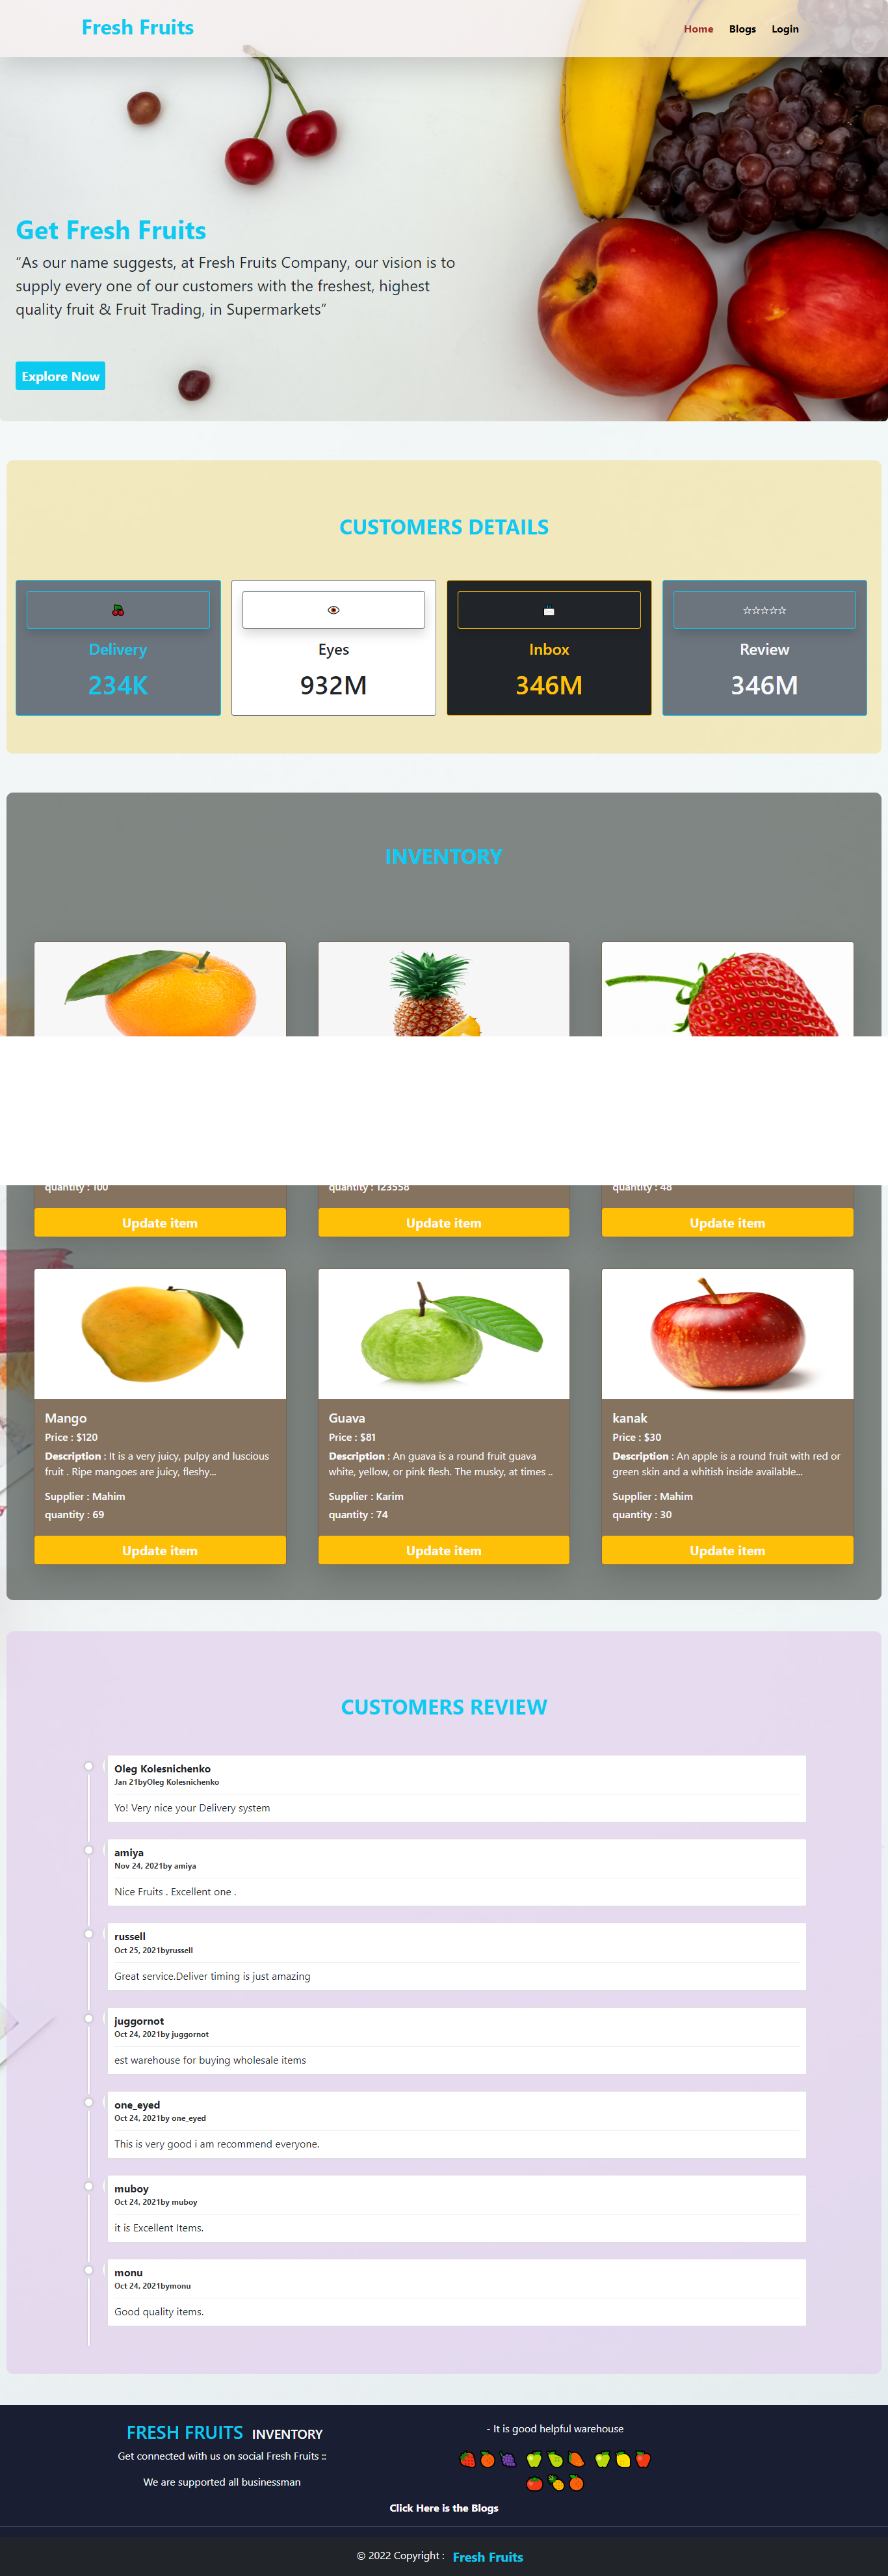 Fresh Fruits
Home Blogs Login
Get Fresh Fruits
“As our name suggests, at Fresh Fruits Company, our vision is to
supply every one of our customers with the freshest, highest
quality fruit & Fruit Trading, in Supermarkets”
Explore Now
CUSTOMERS DETAILS
Delivery
234K
Eyes
932M
Inbox
346M
☆☆☆☆☆
Review
346M
INVENTORY
quantity : 100
Update item
quantity : 123558
Update item
quantity : 48
Update item
Mango
Price : $120
Description : It is a very juicy, pulpy and luscious
fruit . Ripe mangoes are juicy, fleshy...
Supplier : Mahim
quantity : 69
Update item
Guava
Price : $81
Description : An guava is a round fruit guava
white, yellow, or pink flesh. The musky, at times ..
Supplier : Karim
quantity : 74
Update item
kanak
Price : $30
Description : An apple is a round fruit with red or
green skin and a whitish inside available...
Supplier : Mahim
quantity : 30
Update item
CUSTOMERS REVIEW
Oleg Kolesnichenko
Jan 21byOleg Kolesnichenko
Yo! Very nice your Delivery system
amiya
Nov 24, 2021by amiya
Nice Fruits . Excellent one .
russell
Oct 25, 2021byrussell
Great service.Deliver timing is just amazing
juggornot
Oct 24, 2021by juggornot
est warehouse for buying wholesale items
one_eyed
Oct 24, 2021by one_eyed
This is very good i am recommend everyone.
muboy
Oct 24, 2021by muboy
it is Excellent Items.
monu
Oct 24, 2021bymonu
Good quality items.
FRESH FRUITS INVENTORY
Get connected with us on social Fresh Fruits ::
We are supported all businessman
- It is good helpful warehouse
Click Here is the Blogs
© 2022 Copyright : Fresh Fruits